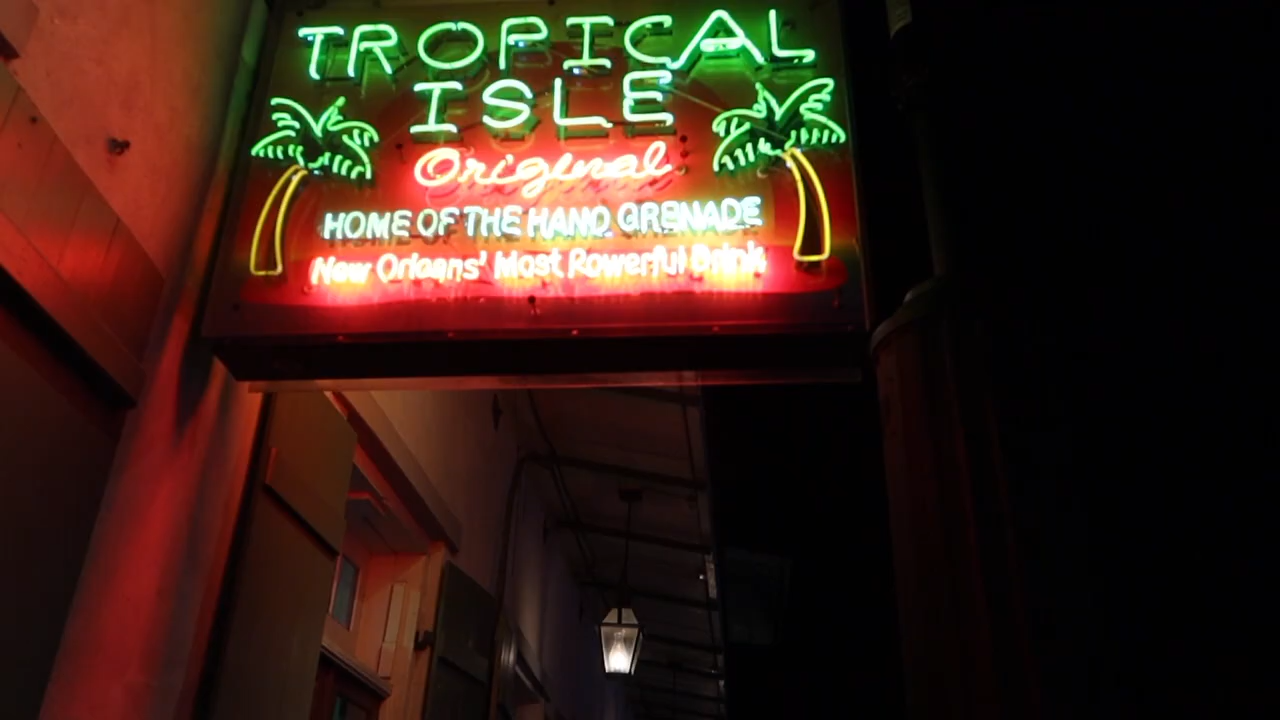 TROPICAL
ISLE
Original
HOME OF THE HAND GRENADE
New Orleans' Most Powerful Drink